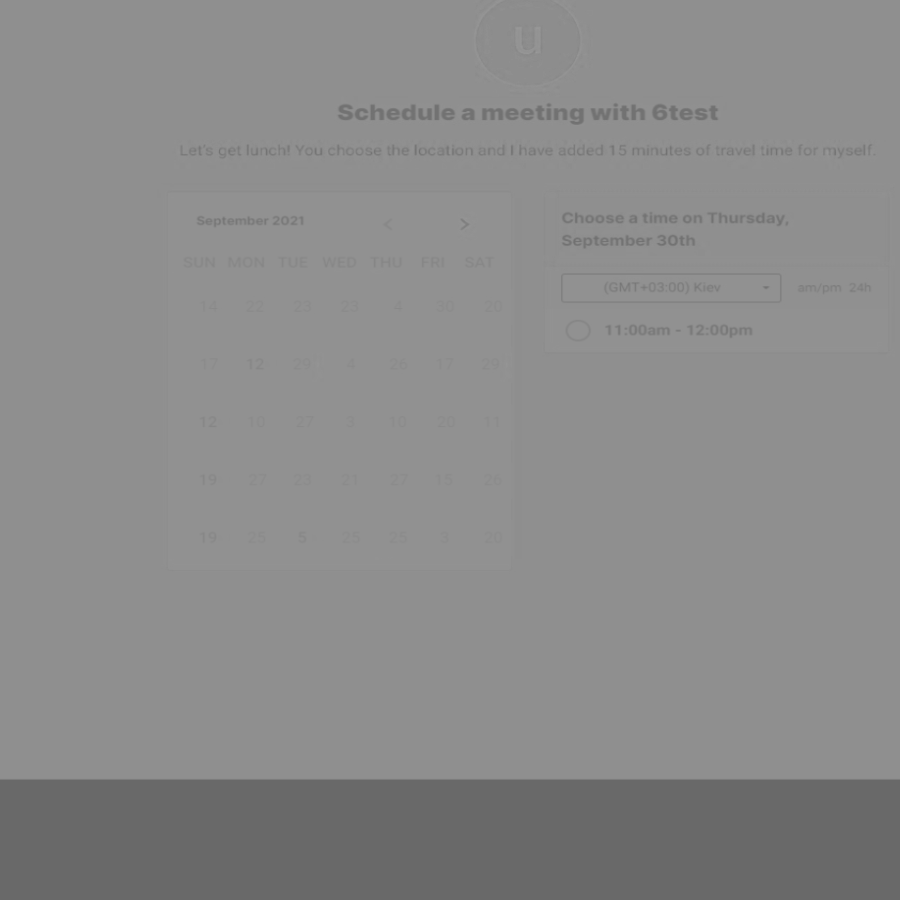 u
Schedule a meeting with 6test
Let's get lunch! You choose the location and I have added 15 minutes of travel time for myself.
September 2021 < >
SUN MON TUE WED THU FRI SAT
14 22 23 23 4 30 20
17 12 29 4 26 17 29
12 10 27 3 10 20 11
19 27 23 21 27 15 26
19 25 5 25 25 3 20
Choose a time on Thursday,
September 30th
(GMT+03:00) Kiev am/pm 24h
11:00am - 12:00pm